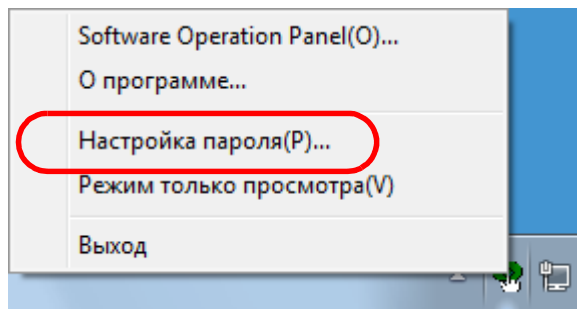 Software Operation Panel(O)...
О программе...
Настройка пароля(P)...
Режим только просмотра(V)
Выход